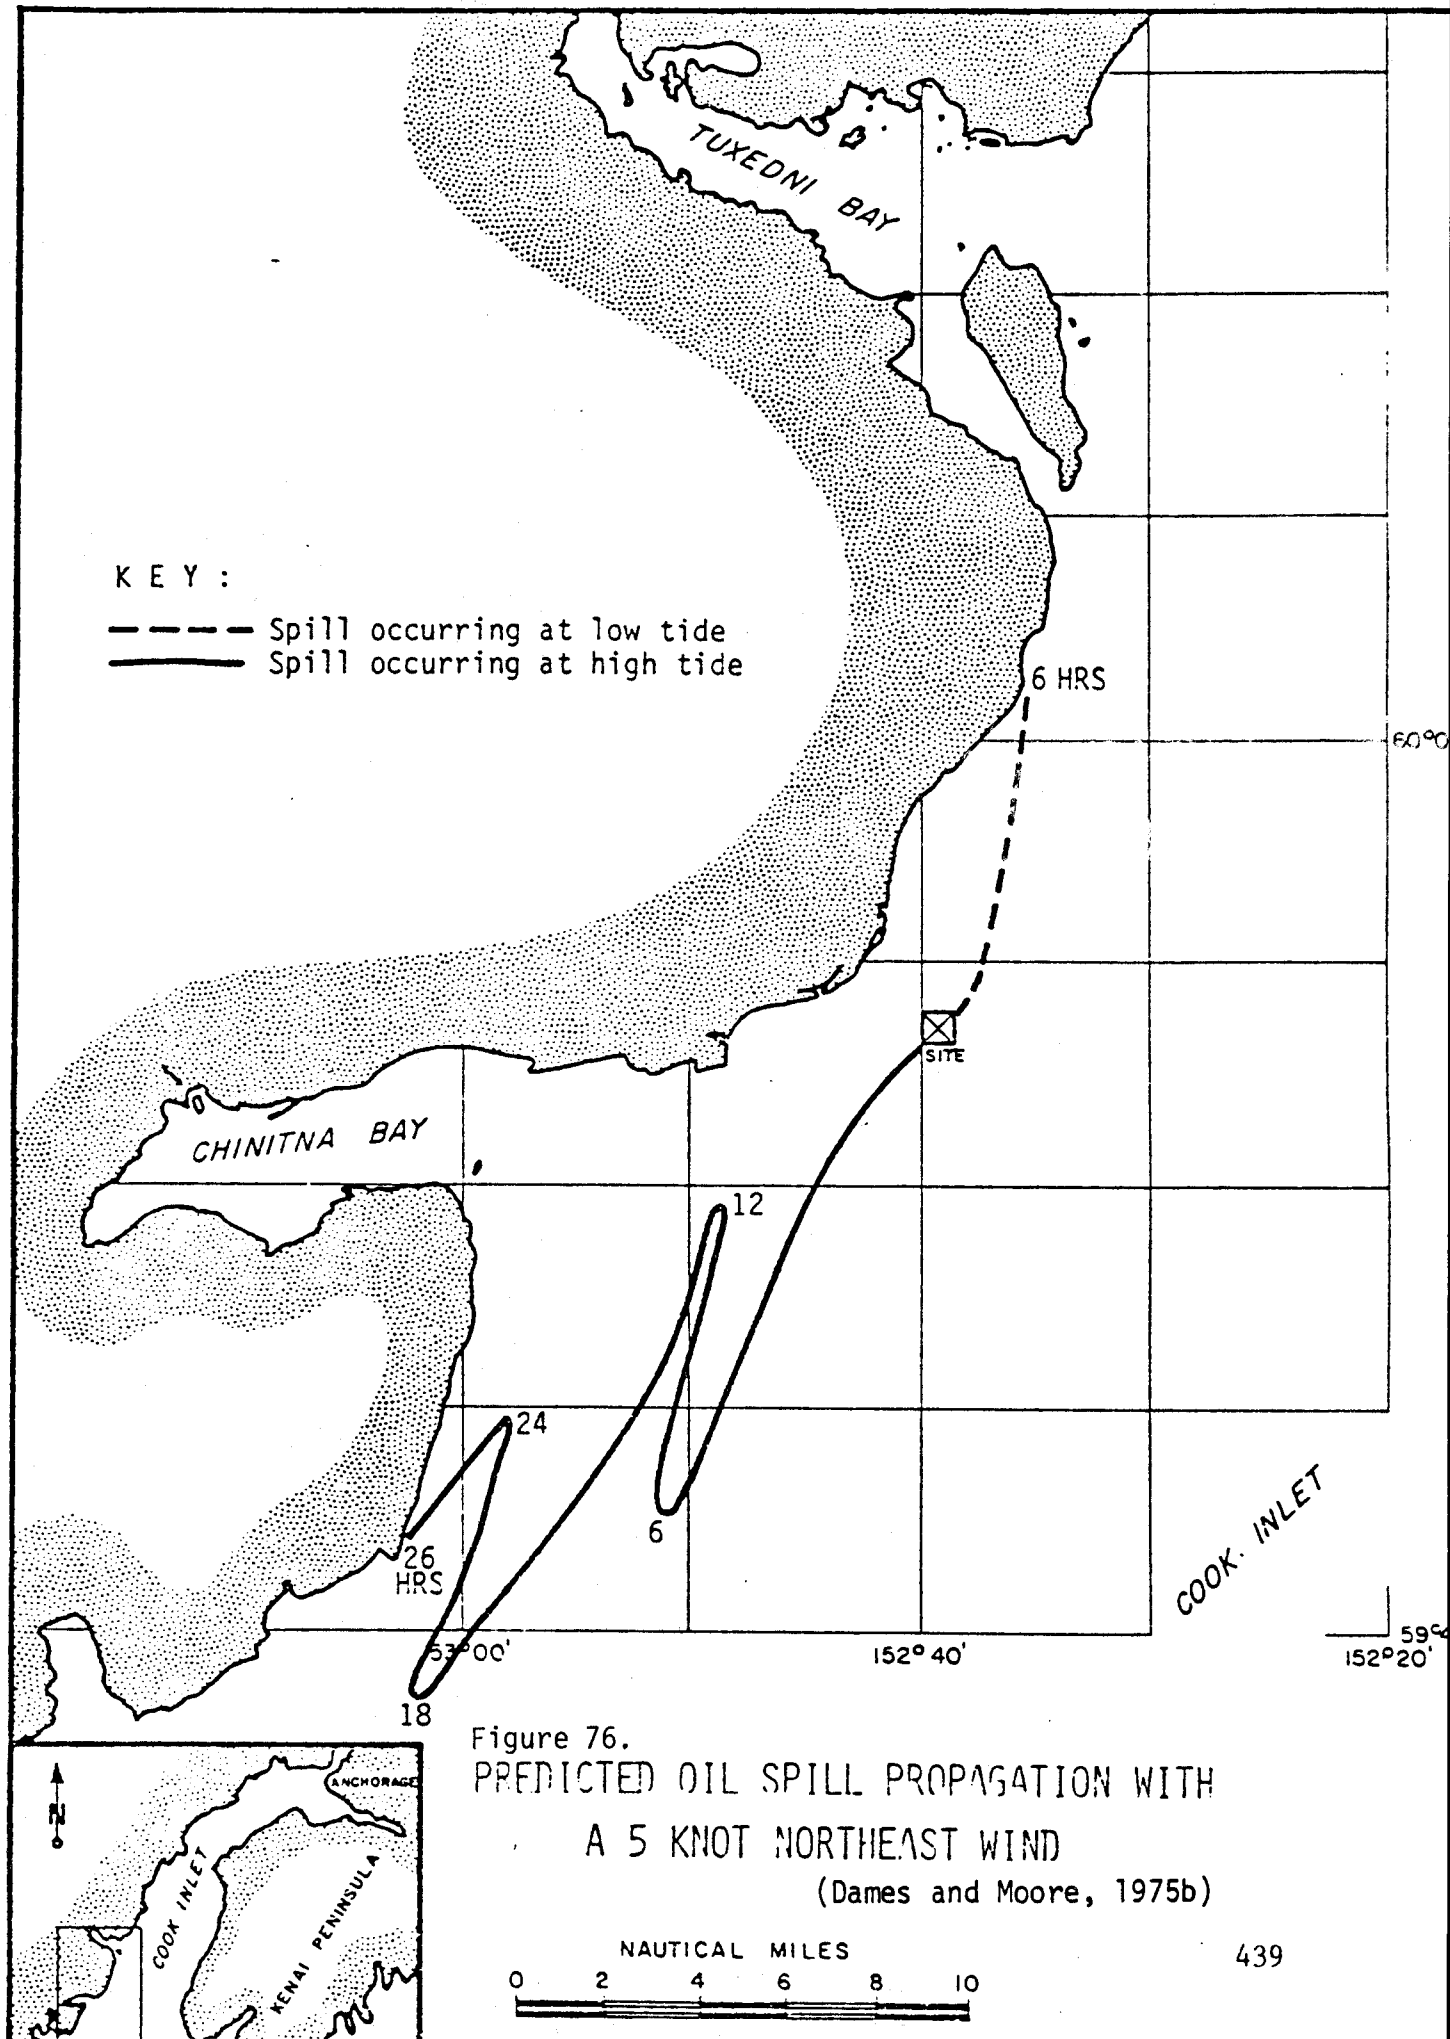 TUXEDNI BAY
KEY:
Spill occurring at low tide
Spill occurring at high tide
6 HRS
60°0
SITE
CHINITNA BAY
12
24
6
26
HRS
COOK. INLET
59°
53°00'
152°40'
152°20'
18
Figure 76.
PREDICTED OIL SPILL PROPAGATION WITH
A 5 KNOT NORTHEAST WIND
(Dames and Moore, 1975b)
ANCHORAGE
N
COOK INLET
KENAI PENINSULA
NAUTICAL MILES
0 2 4 6 8 10
439